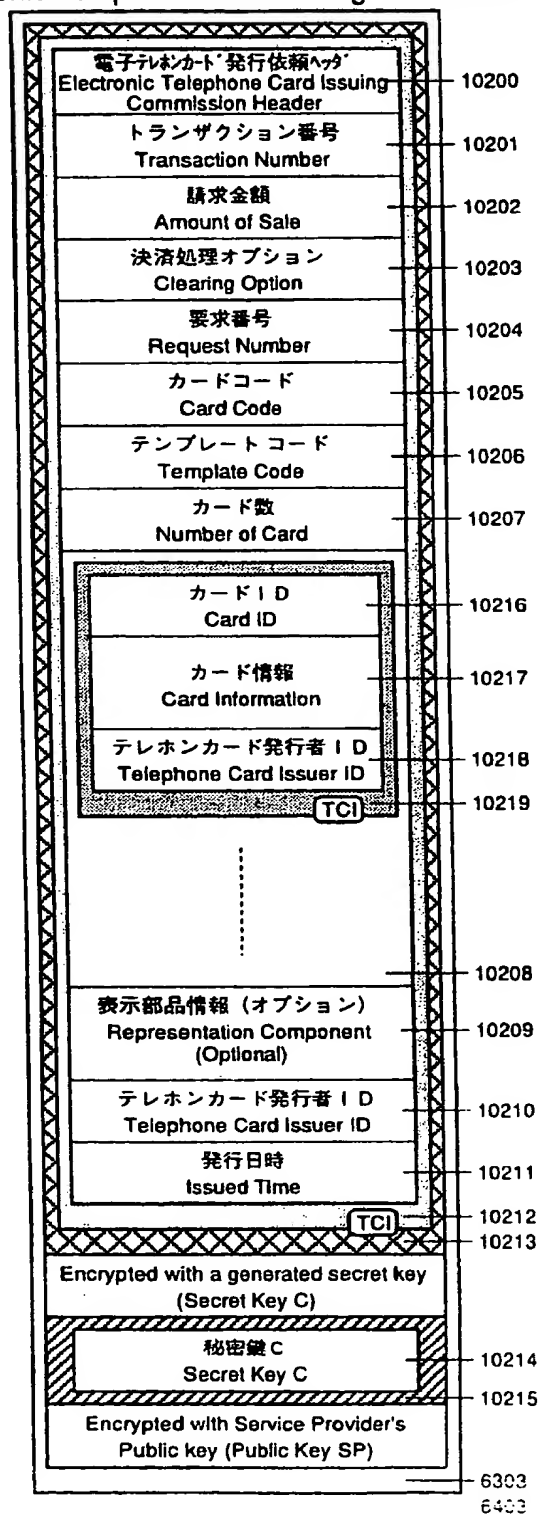 電子テレホンカード発行依頼ヘッダ
Electronic Telephone Card Issuing
Commission Header
10200
トランザクション番号
Transaction Number
10201
請求金額
Amount of Sale
10202
決済処理オプション
Clearing Option
10203
要求番号
Request Number
10204
カードコード
Card Code
10205
テンプレートコード
Template Code
10206
カード数
Number of Card
10207
カードID
Card ID
10216
カード情報
Card Information
10217
テレホンカード発行者ID
Telephone Card Issuer ID
10218
TCI
10219
10208
表示部品情報(オプション)
Representation Component
(Optional)
10209
テレホンカード発行者ID
Telephone Card Issuer ID
10210
発行日時
Issued Time
10211
TCI
10212
10213
Encrypted with a generated secret key
(Secret Key C)
秘密鍵C
Secret Key C
10214
10215
Encrypted with Service Provider's
Public key (Public Key SP)
6303
6403